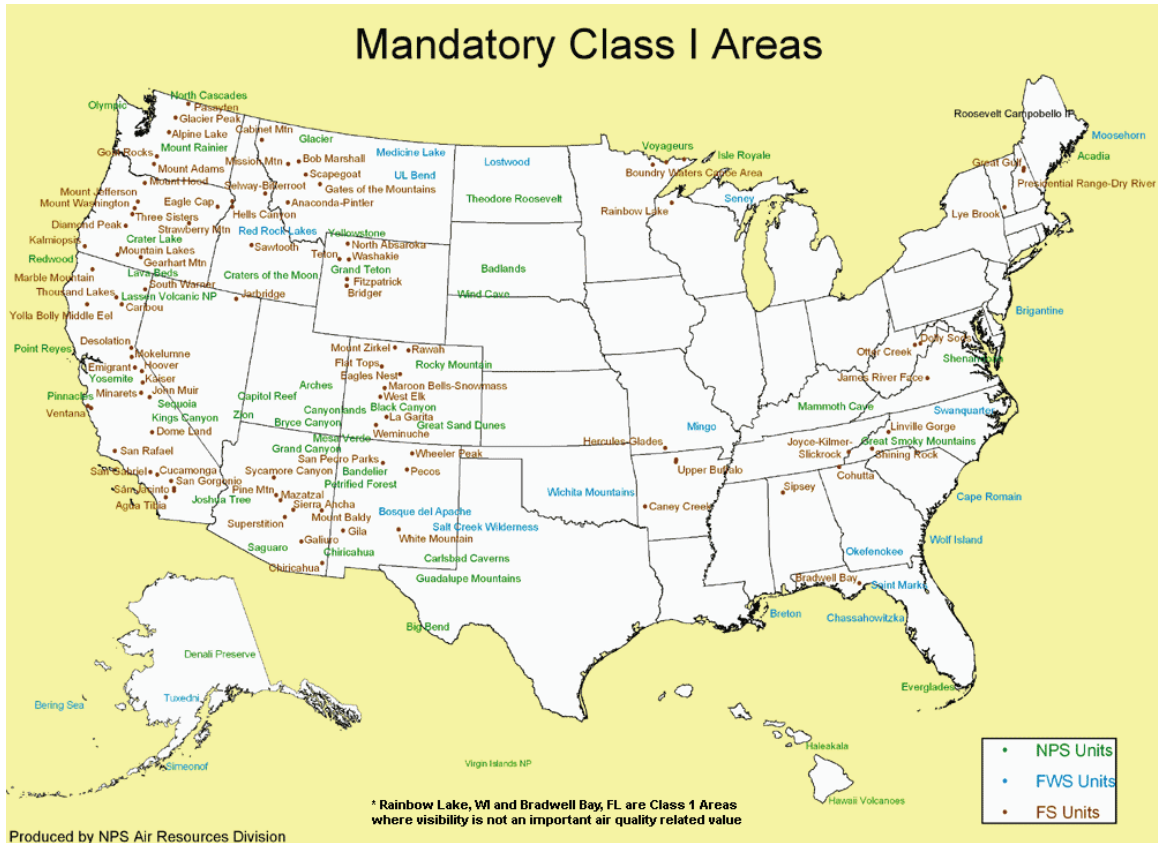 Mandatory Class I Areas
North Cascades
Olympic
Pasayten
Glacier Peak
Alpine Lake
Cabinet Mtn
Glacier
Goat Rocks
Mount Rainier
Mission Mtn
Bob Marshall
Medicine Lake
Lostwood
Mount Adams
Scapegoat
UL Bend
Mount Hood
Selway-Bitterroot
Gates of the Mountains
Mount Jefferson
Mount Washington
Eagle Cap
Anaconda-Pintler
Theodore Roosevelt
Three Sisters
Hells Canyon
Diamond Peak
Strawberry Mtn
Red Rock Lakes
Yellowstone
Kalmiopsis
Crater Lake
Sawtooth
North Absaroka
Mountain Lakes
Teton
Washakie
Redwood
Gearhart Mtn
Grand Teton
Badlands
Marble Mountain
Lava Beds
Craters of the Moon
South Warner
Fitzpatrick
Bridger
Thousand Lakes
Lassen Volcanic NP
Jarbridge
Wind Cave
Caribou
Yolla Bolly Middle Eel
Desolation
Mokelumne
Mount Zirkel
Rawah
Point Reyes
Emigrant
Hoover
Flat Tops
Rocky Mountain
Yosemite
Kaiser
Eagles Nest
Arches
Maroon Bells-Snowmass
Pinnacles
Minarets
John Muir
Capitol Reef
West Elk
Sequoia
Canyonlands
Black Canyon
Ventana
Kings Canyon
Zion
Bryce Canyon
La Garita
Great Sand Dunes
Dome Land
Weminuche
Mesa Verde
San Rafael
Grand Canyon
Wheeler Peak
San Pedro Parks
San Gabriel
Cucamonga
Sycamore Canyon
Bandelier
Pecos
San Gorgonio
Petrified Forest
San Jacinto
Pine Mtn
Mazatzal
Agua Tibia
Joshua Tree
Sierra Ancha
Bosque del Apache
Superstition
Mount Baldy
Salt Creek Wilderness
Gila
White Mountain
Galiuro
Saguaro
Chiricahua
Carlsbad Caverns
Chiricahua
Guadalupe Mountains
Big Bend
Wichita Mountains
Voyageurs
Isle Royale
Boundry Waters Canoe Area
Rainbow Lake
Seney
Roosevelt Campobello IP
Moosehorn
Acadia
Great Gulf
Presidential Range-Dry River
Lye Brook
Brigantine
Dolly Sods
Otter Creek
Shenandoah
James River Face
Mammoth Cave
Swanquarter
Mingo
Linville Gorge
Hercules-Glades
Joyce-Kilmer-
Slickrock
Great Smoky Mountains
Shining Rock
Upper Buffalo
Cohutta
Sipsey
Caney Creek
Cape Romain
Wolf Island
Okefenokee
Bradwell Bay
Saint Marks
Breton
Chassahowitzka
Everglades
Denali Preserve
Tuxedni
Bering Sea
Simeonof
Virgin Islands NP
Haleakala
Hawaii Volcanoes
NPS Units
FWS Units
FS Units
* Rainbow Lake, WI and Bradwell Bay, FL are Class 1 Areas
where visibility is not an important air quality related value
Produced by NPS Air Resources Division